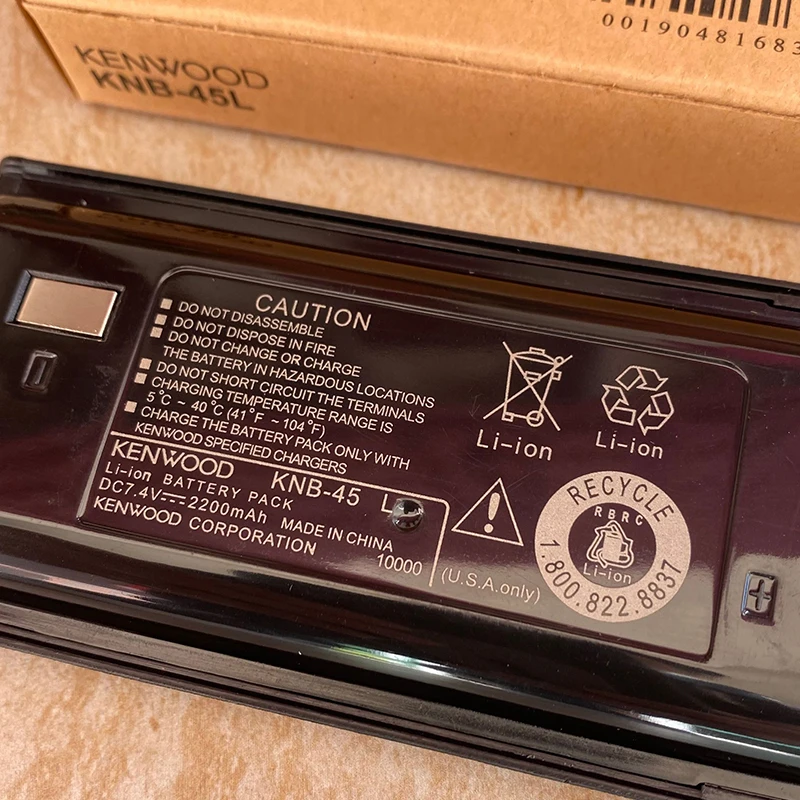 00190481683
KENWOOD
KNB-45L
CAUTION
DO NOT DISASSEMBLE
DO NOT DISPOSE IN FIRE
DO NOT CHANGE OR CHARGE
THE BATTERY IN HAZARDOUS LOCATIONS
DO NOT SHORT CIRCUIT THE TERMINALS
CHARGING TEMPERATURE RANGE IS
5°C ~ 40°C (41°F ~104°F)
CHARGE THE BATTERY PACK ONLY WITH
KENWOOD SPECIFIED CHARGERS
KENWOOD KNB-45 L
Li-ion BATTERY PACK
DC7.4V⎓2200mAh MADE IN CHINA
KENWOOD CORPORATION 10000
Li-ion
Li-ion
(U.S.A.only)
RECYCLE
RBRC
Li-ion
1.800.822.8837
+